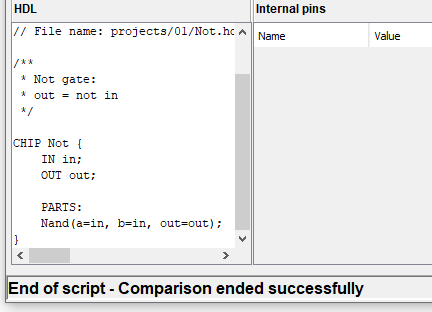 HDL
Internal pins
// File name: projects/01/Not.hd
Name
Value
/**
* Not gate:
* out = not in
*/
CHIP Not {
IN in;
OUT out;
PARTS:
Nand(a=in, b=in, out=out);
}
End of script - Comparison ended successfully